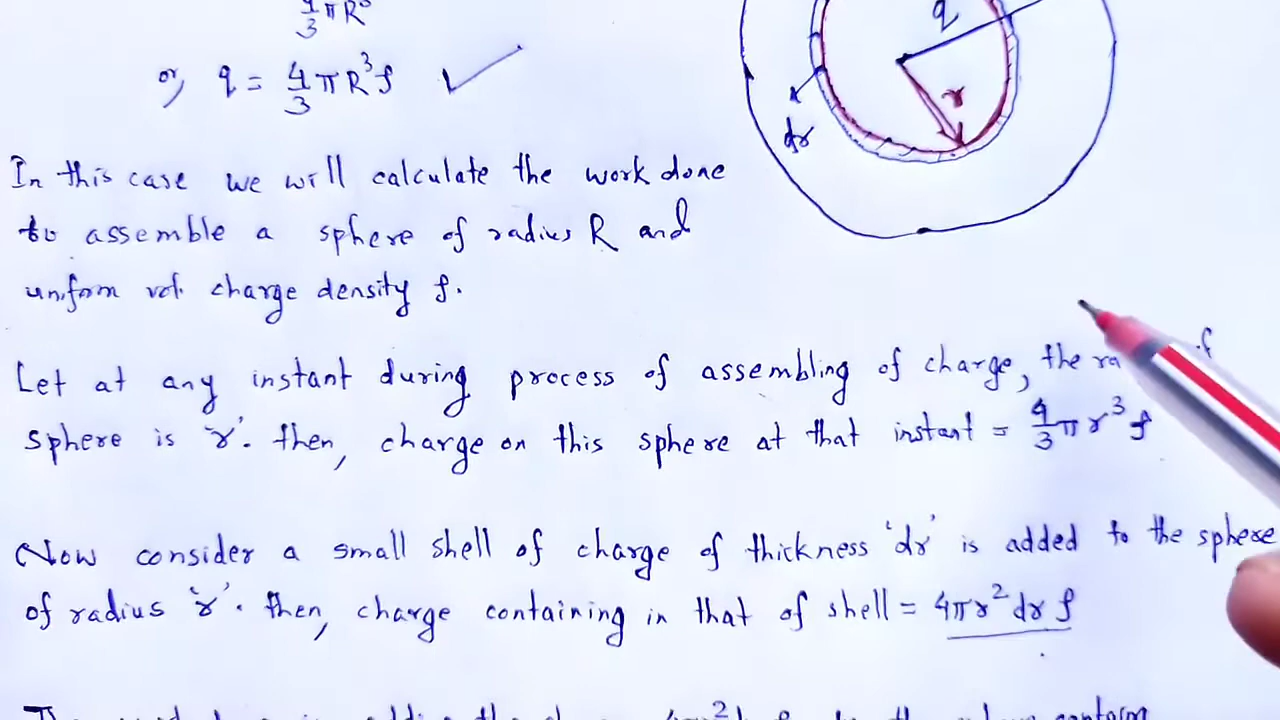 4/3 πR³
or, q = 4/3 πR³ρ
q
r
dr
In this case we will calculate the work done
to assemble a sphere of radius R and
uniform vol. charge density ρ.
Let at any instant during process of assembling of charge, the
sphere is 'r'. then, charge on this sphere at that instant = 4/3 πr³ρ
Now consider a small shell of charge of thickness 'dr' is added to the sphere
of radius 'r'. then, charge containing in that of shell = 4πr²dr ρ